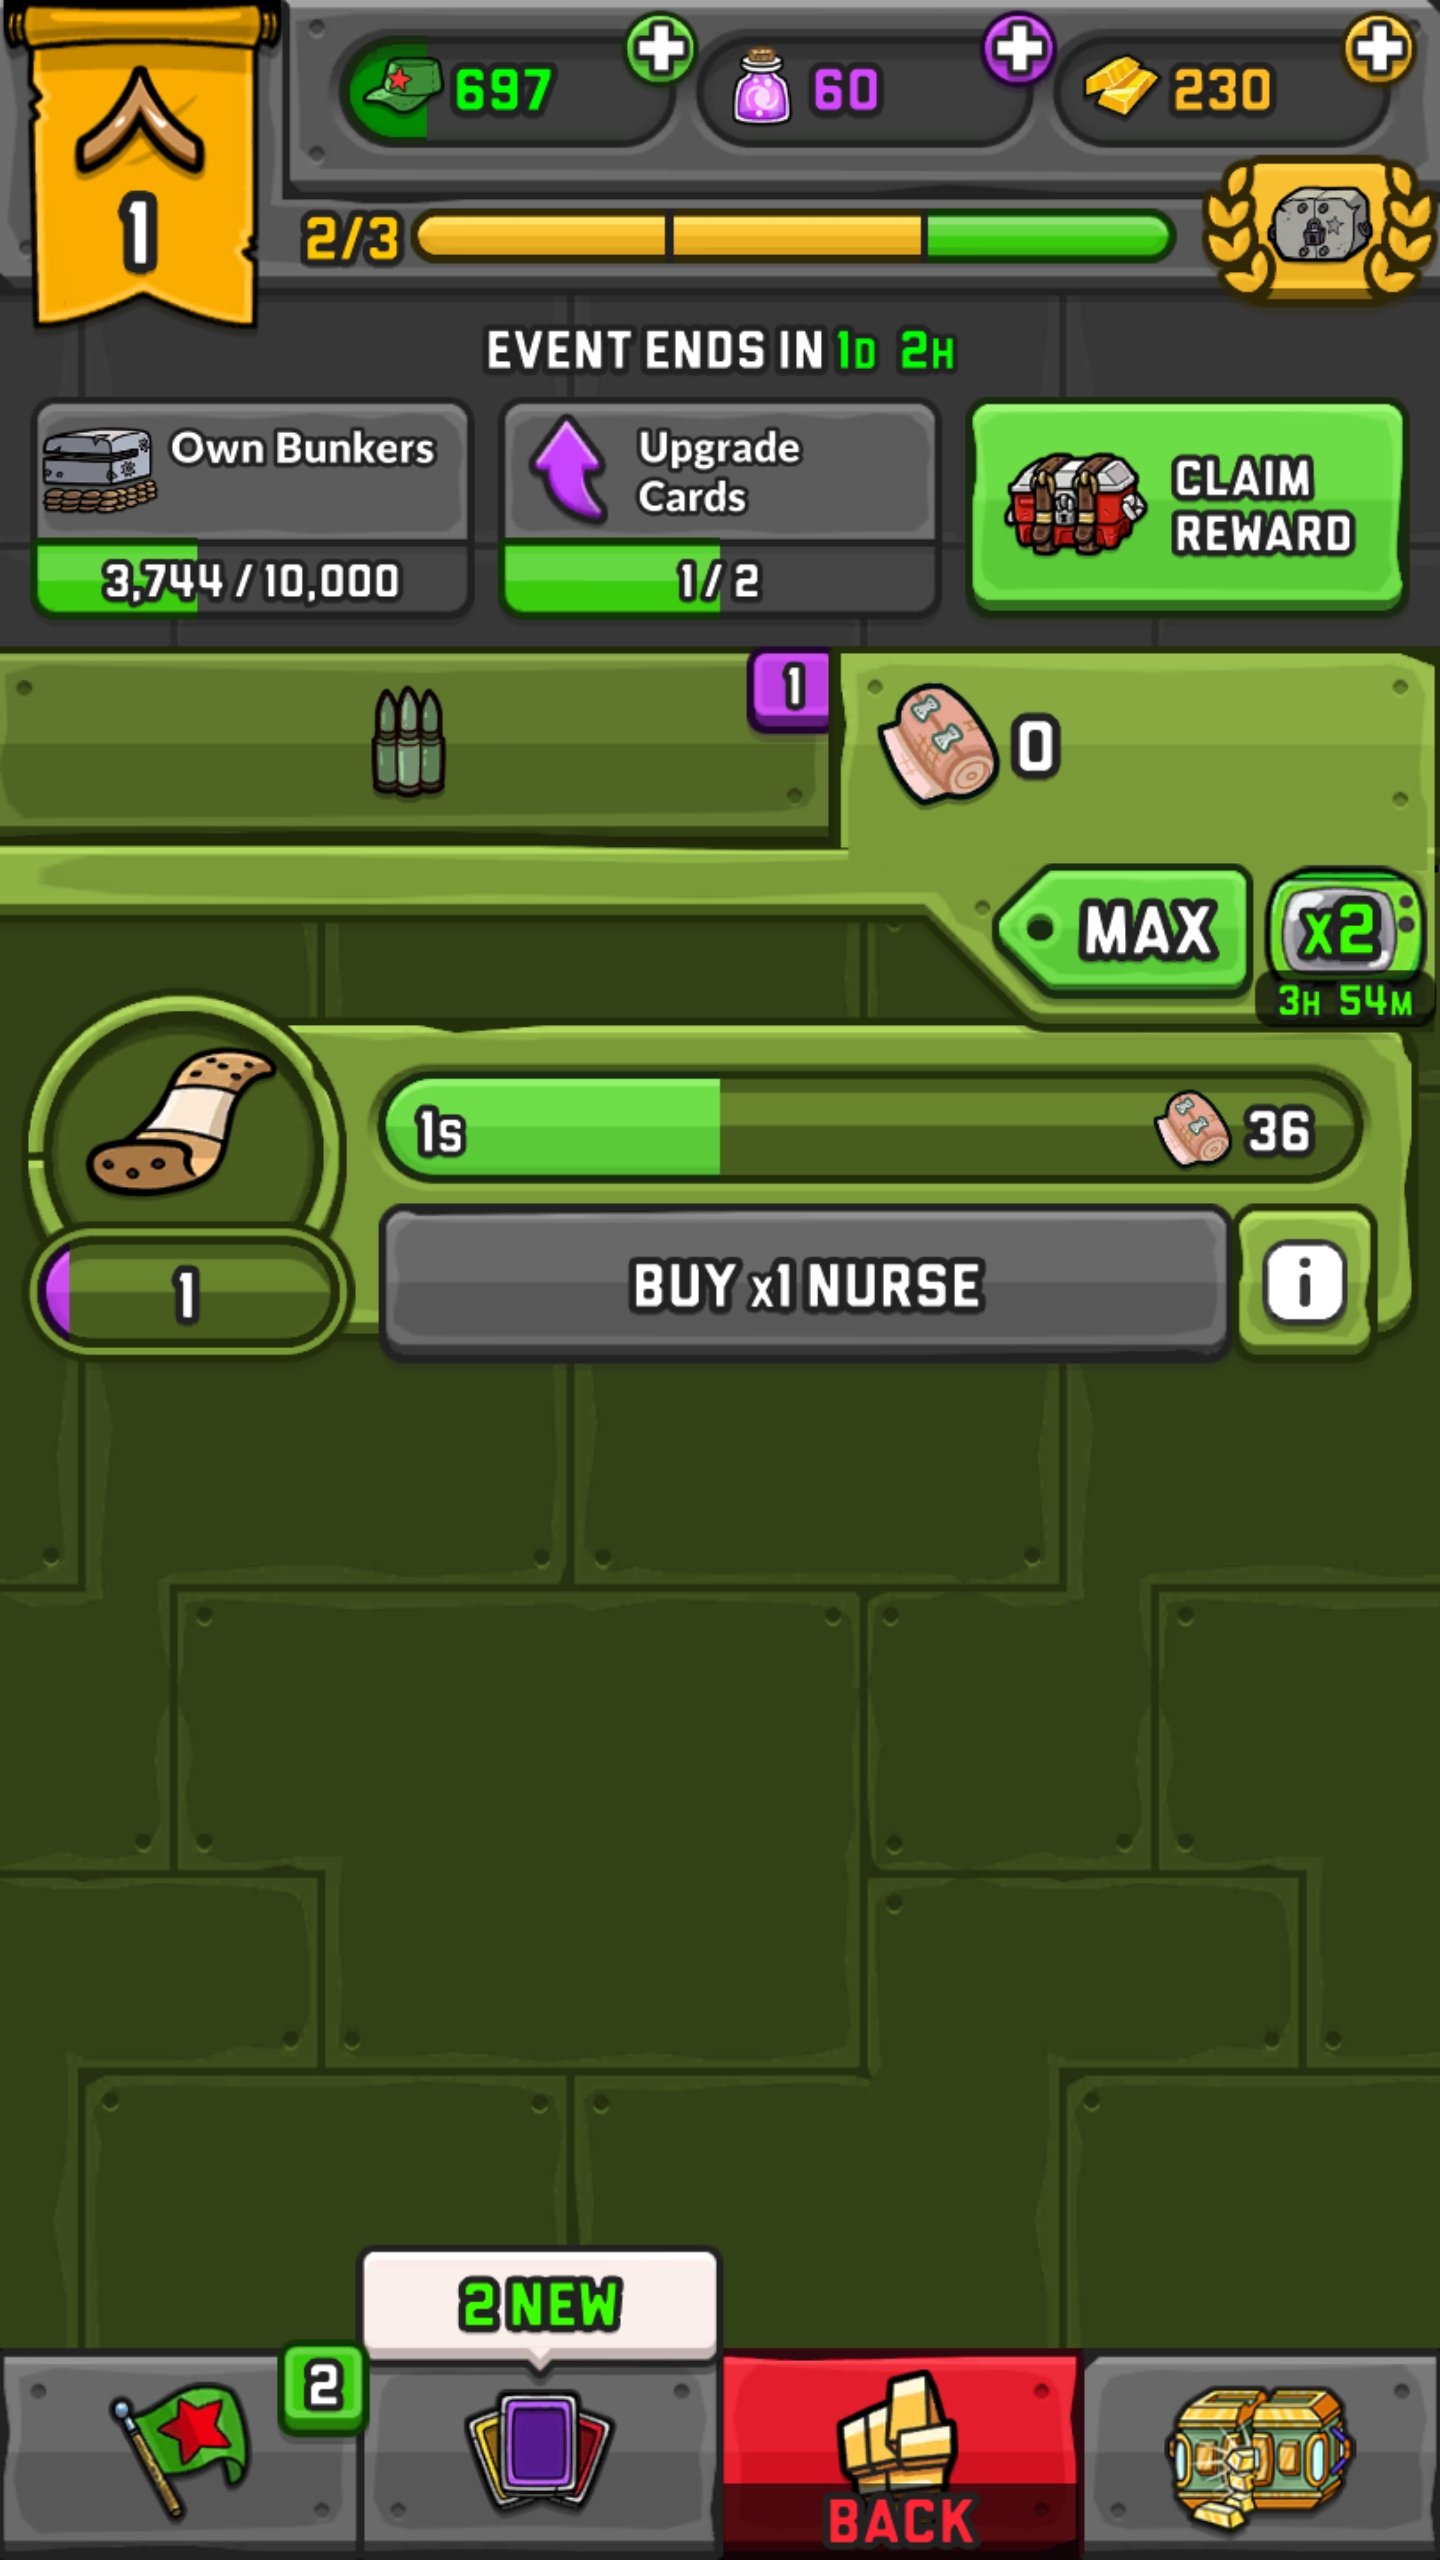 1
697
60
230
2/3
EVENT ENDS IN 1D 2H
Own Bunkers
3,744 / 10,000
Upgrade
Cards
1 / 2
CLAIM
REWARD
1
0
MAX
x2
3H 54M
1s
36
1
BUY x1 NURSE
i
2 NEW
2
BACK